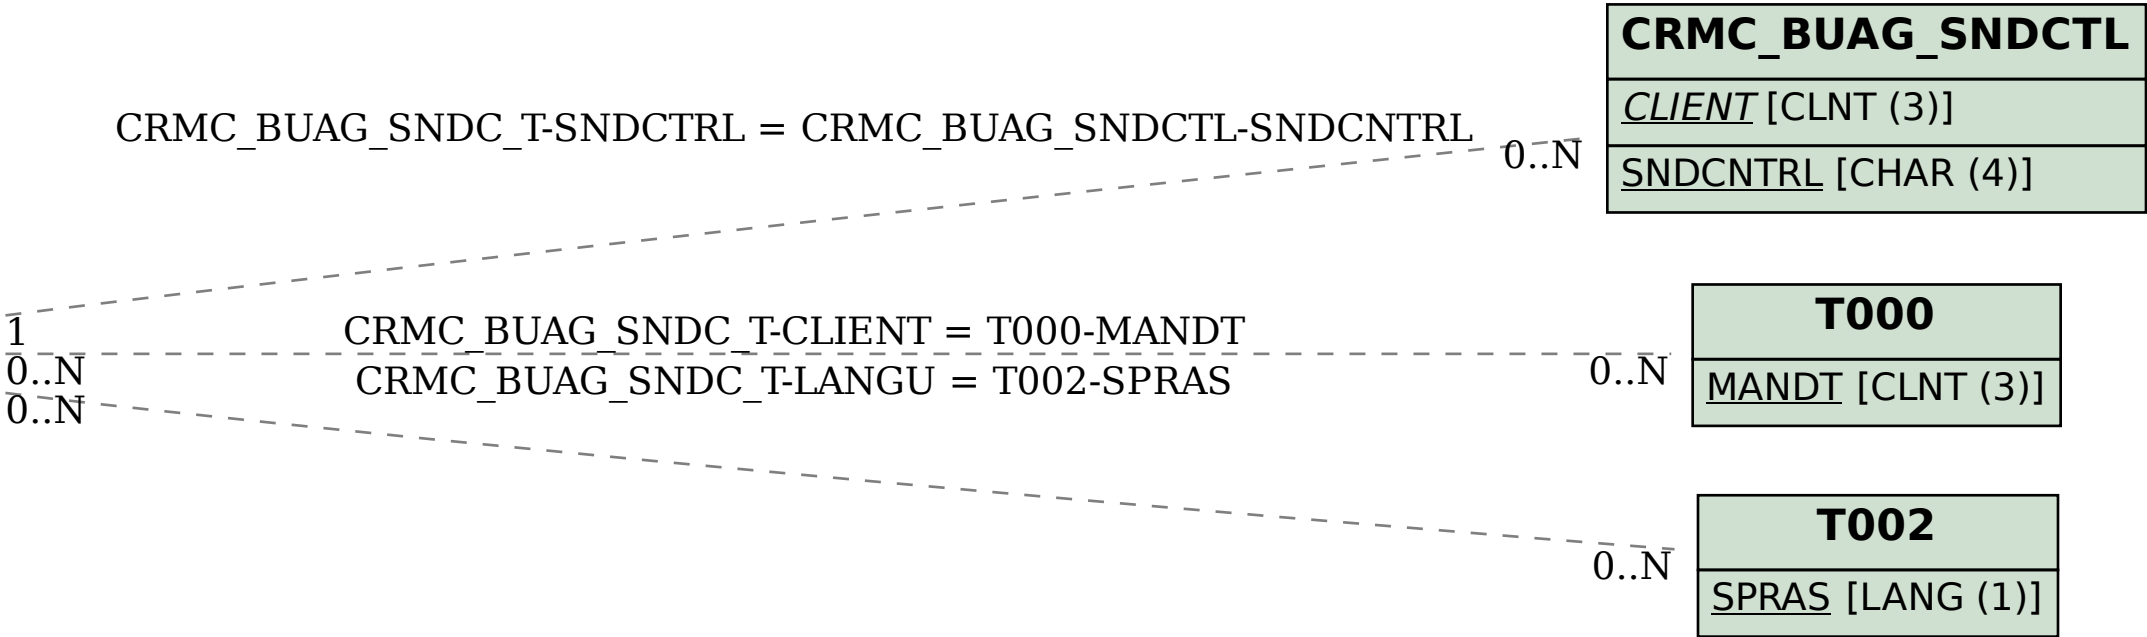 CRMC_BUAG_SNDCTL
CLIENT [CLNT (3)]
SNDCNTRL [CHAR (4)]
CRMC_BUAG_SNDC_T-SNDCTRL = CRMC_BUAG_SNDCTL-SNDCNTRL
0..N
1
CRMC_BUAG_SNDC_T-CLIENT = T000-MANDT
0..N
0..N
T000
MANDT [CLNT (3)]
CRMC_BUAG_SNDC_T-LANGU = T002-SPRAS
0..N
0..N
T002
SPRAS [LANG (1)]